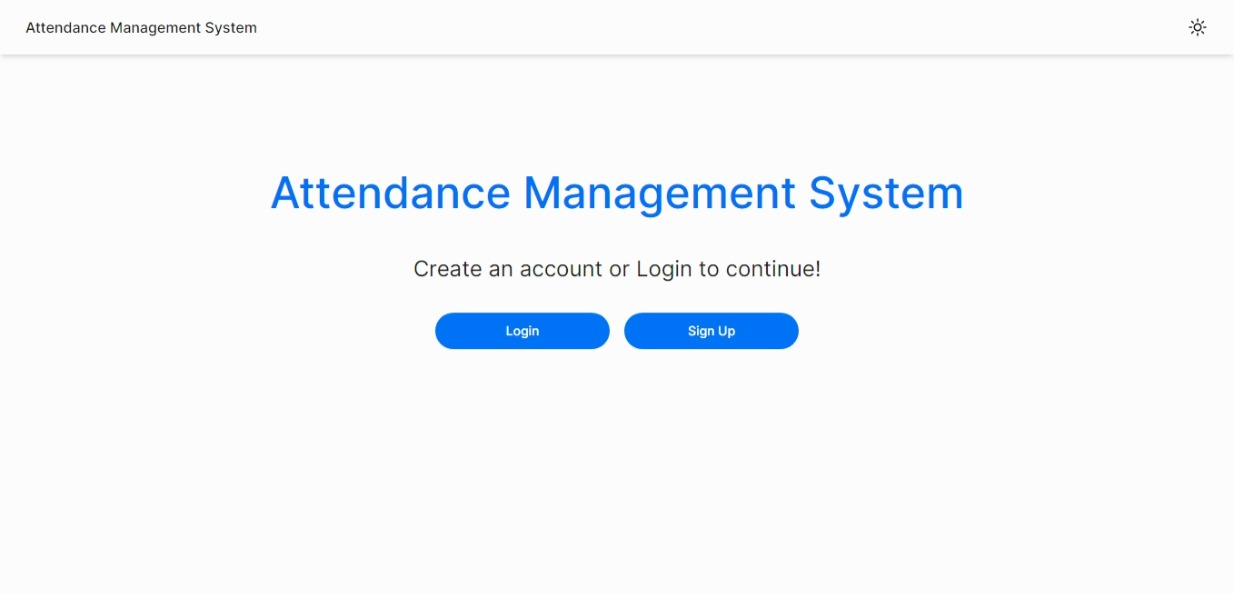 Attendance Management System
Attendance Management System
Create an account or Login to continue!
Login
Sign Up